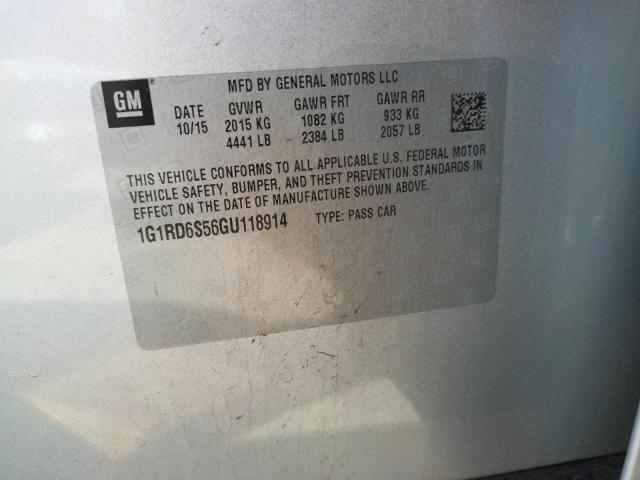 GM
MFD BY GENERAL MOTORS LLC
DATE GVWR GAWR FRT GAWR RR
10/15 2015 KG 1082 KG 933 KG
4441 LB 2384 LB 2057 LB
THIS VEHICLE CONFORMS TO ALL APPLICABLE U.S. FEDERAL MOTOR
VEHICLE SAFETY, BUMPER, AND THEFT PREVENTION STANDARDS IN
EFFECT ON THE DATE OF MANUFACTURE SHOWN ABOVE.
1G1RD6S56GU118914 TYPE: PASS CAR